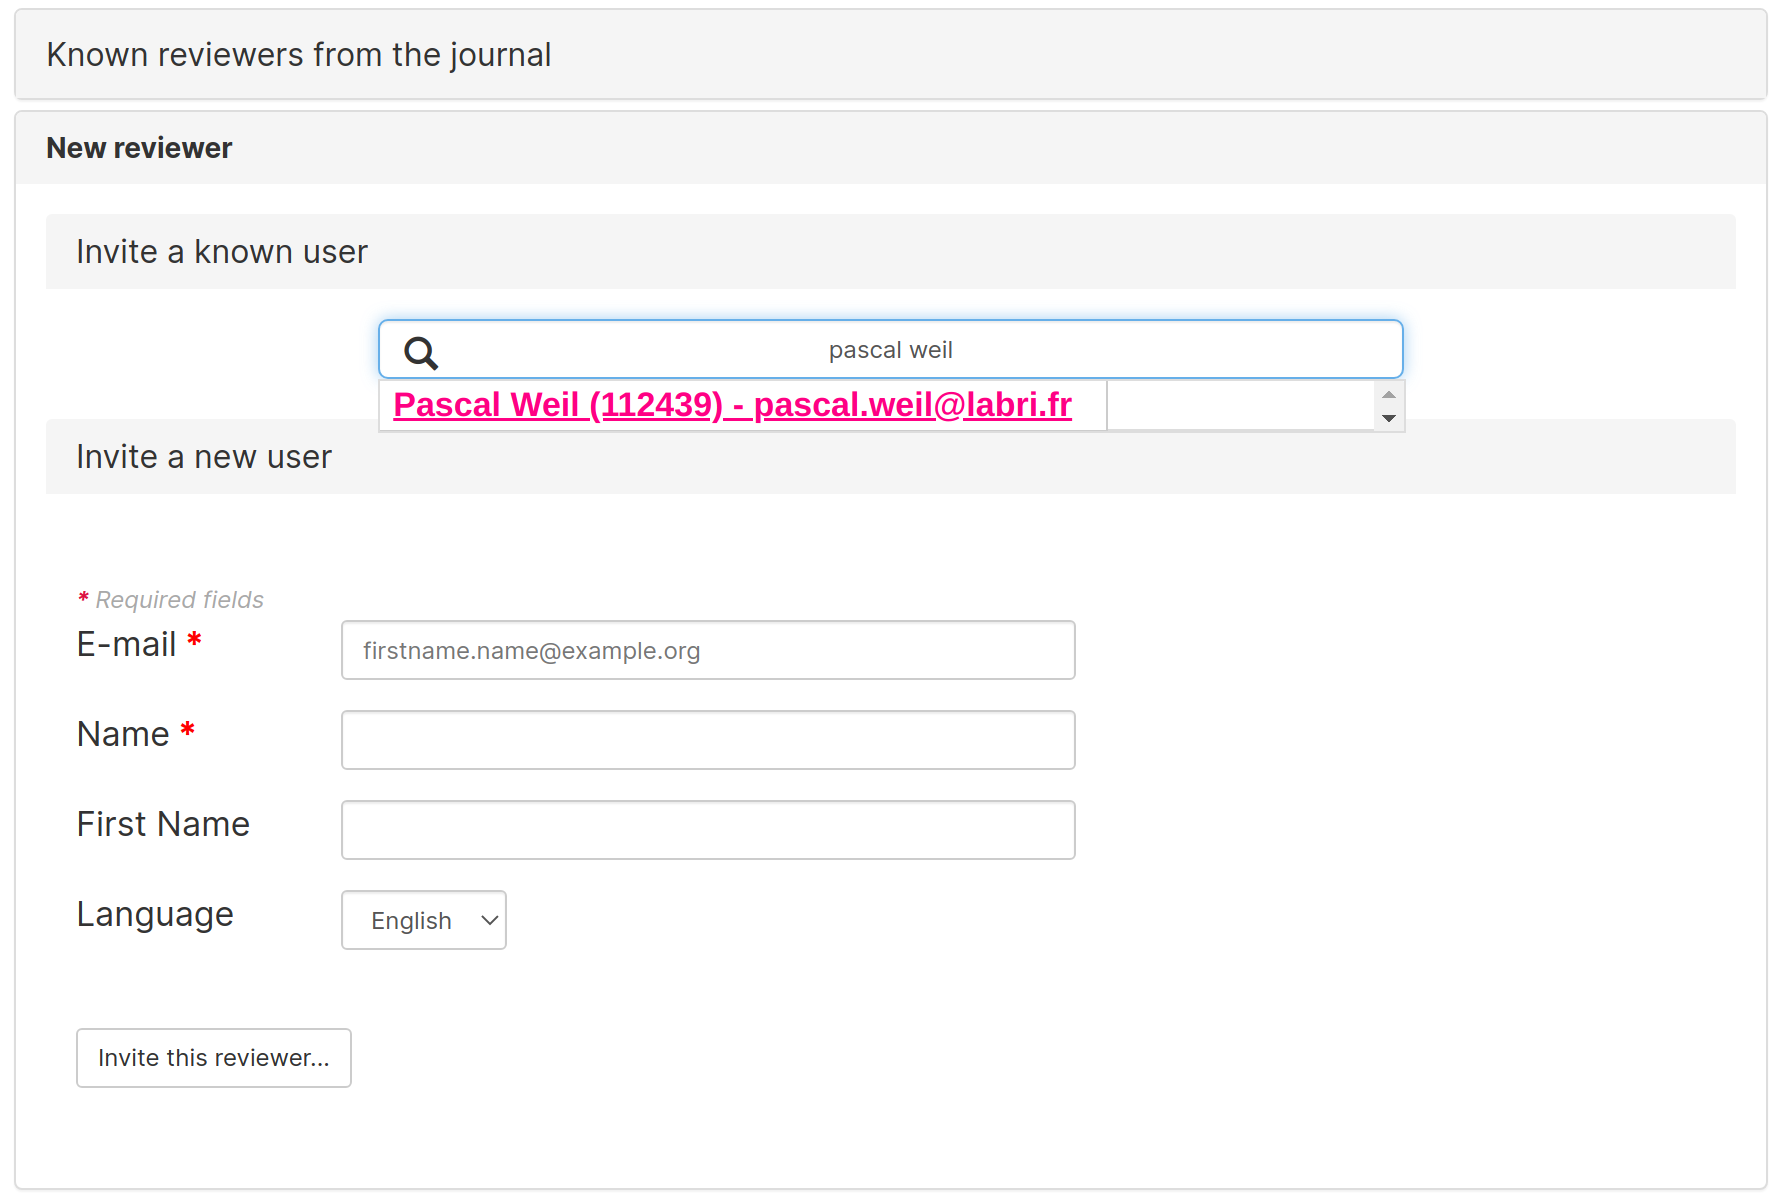 Known reviewers from the journal
New reviewer
Invite a known user
pascal weil
Pascal Weil (112439) - pascal.weil@labri.fr
Invite a new user
* Required fields
E-mail *
firstname.name@example.org
Name *
First Name
Language
English
Invite this reviewer...